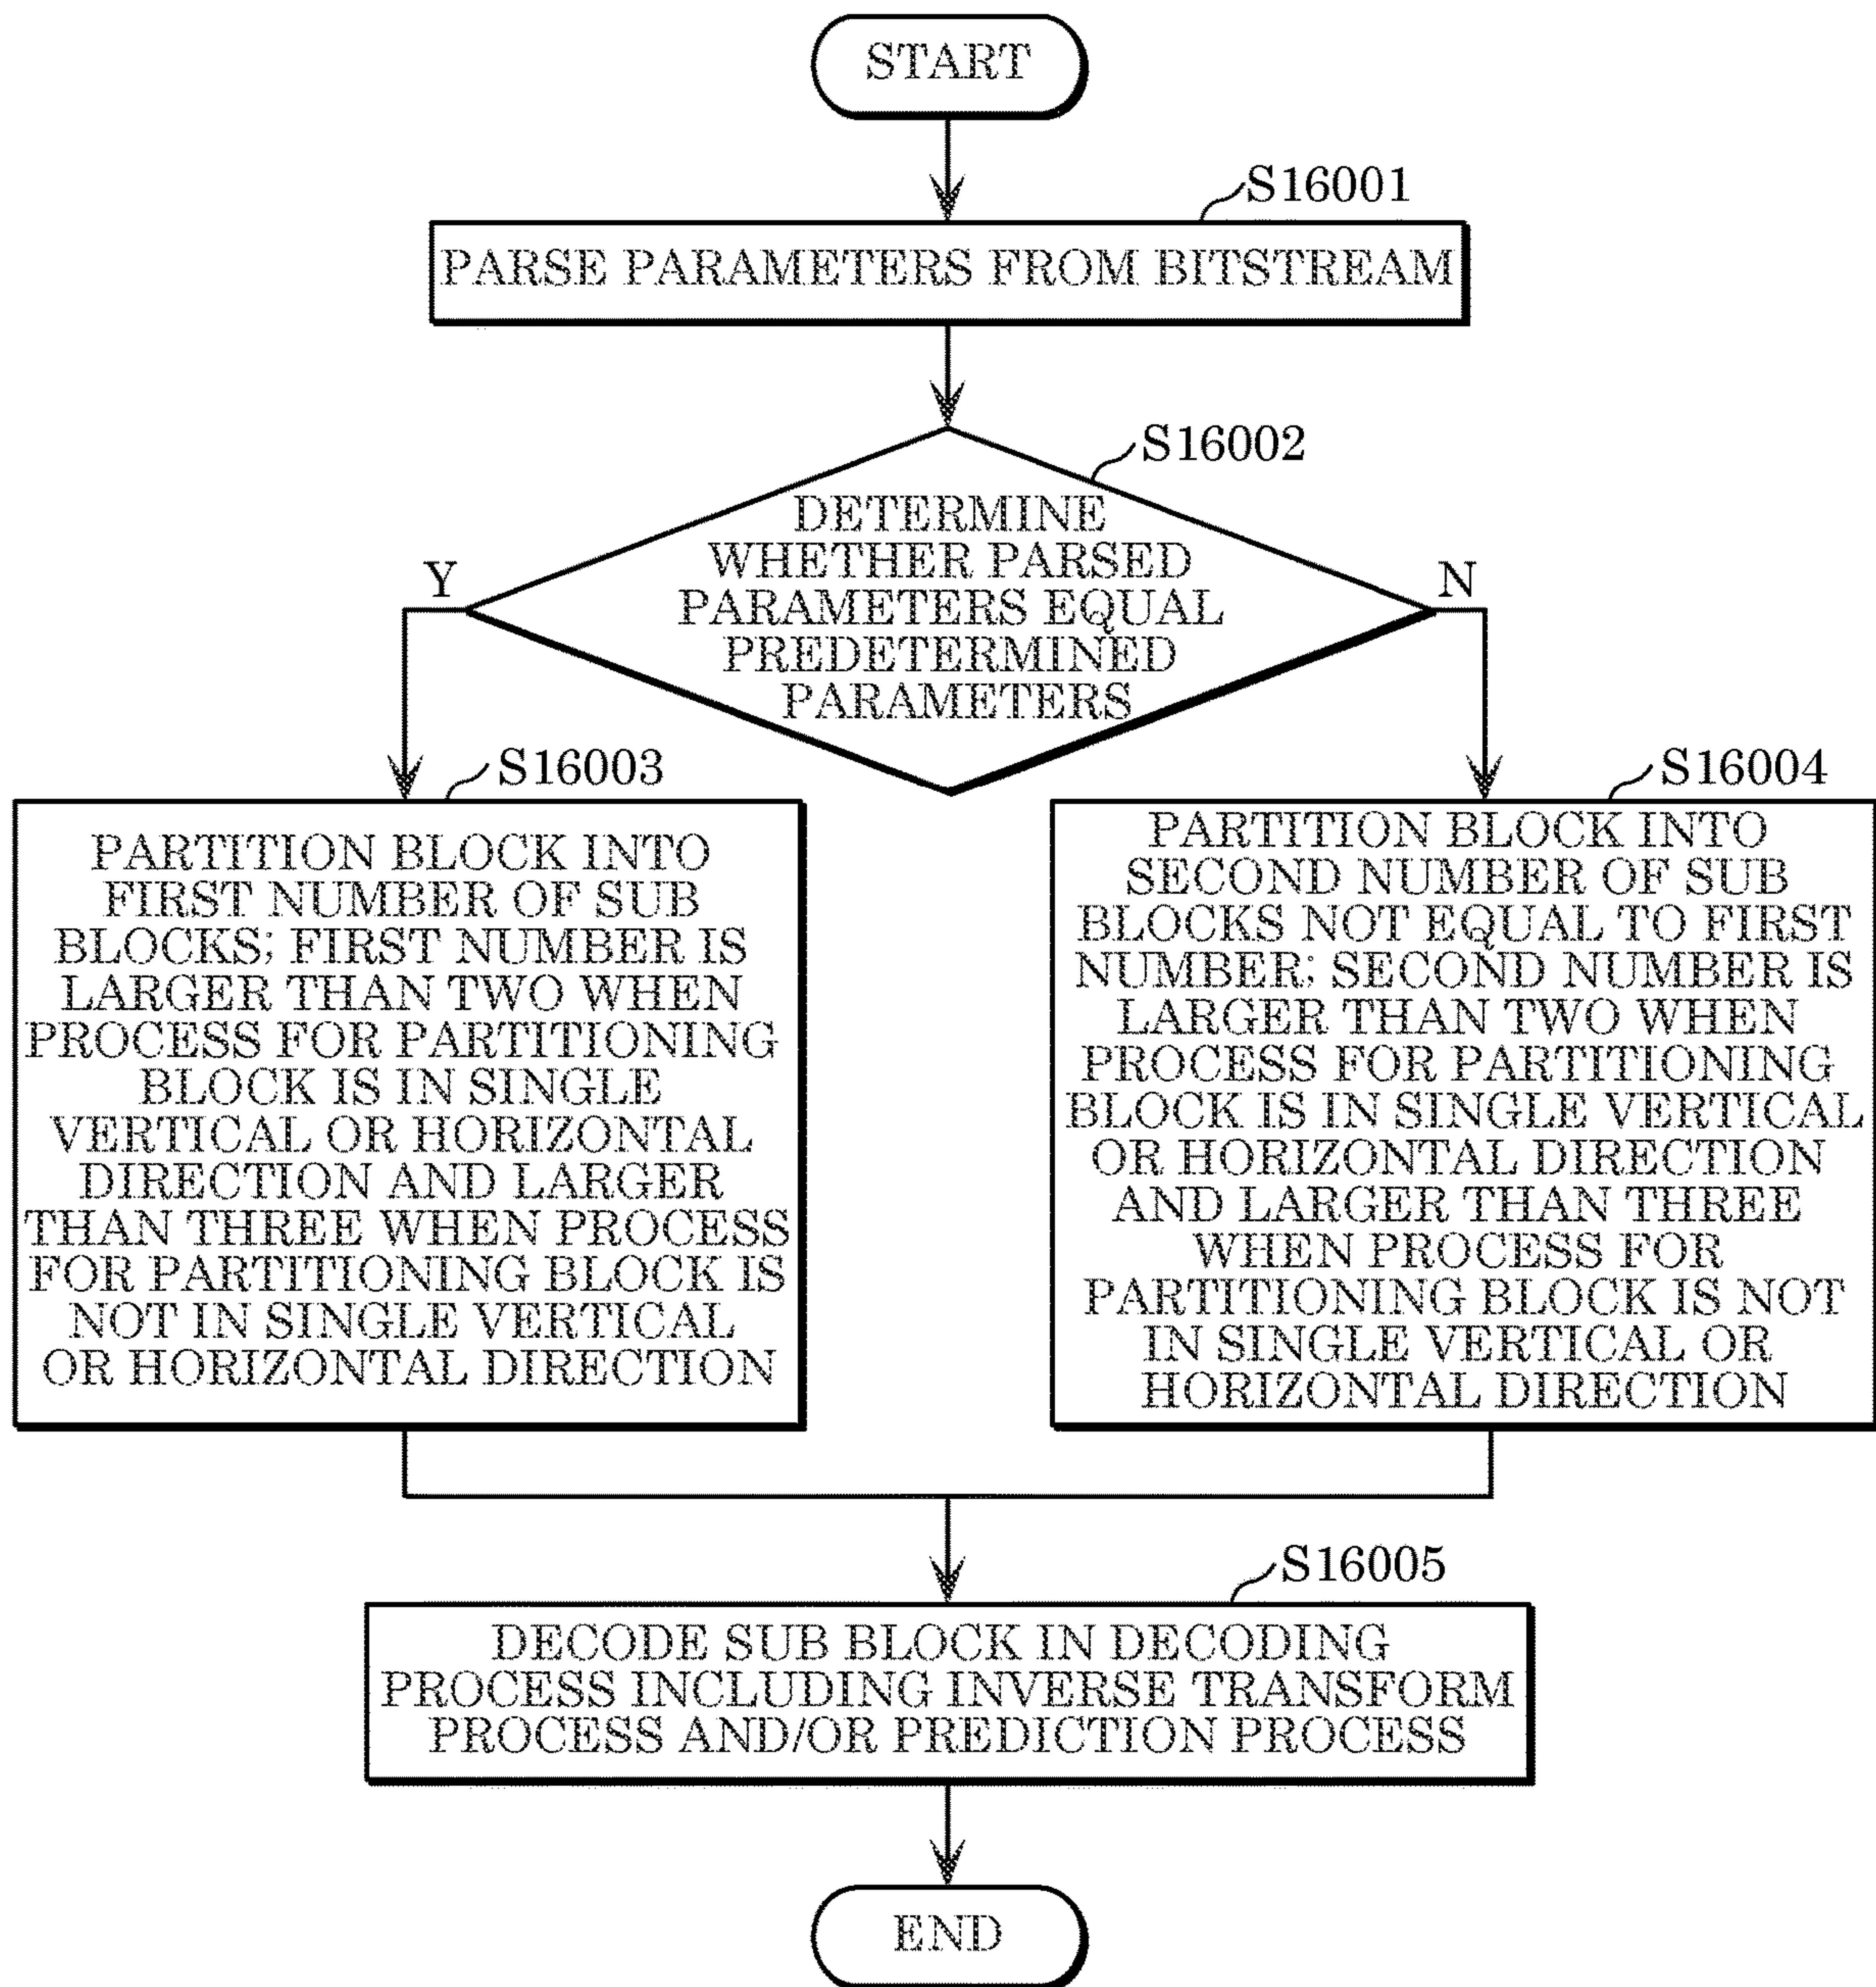 START
S16001
PARSE PARAMETERS FROM BITSTREAM
S16002
DETERMINE
WHETHER PARSED
PARAMETERS EQUAL
PREDETERMINED
PARAMETERS
Y
N
S16003
PARTITION BLOCK INTO
FIRST NUMBER OF SUB
BLOCKS; FIRST NUMBER IS
LARGER THAN TWO WHEN
PROCESS FOR PARTITIONING
BLOCK IS IN SINGLE
VERTICAL OR HORIZONTAL
DIRECTION AND LARGER
THAN THREE WHEN PROCESS
FOR PARTITIONING BLOCK IS
NOT IN SINGLE VERTICAL
OR HORIZONTAL DIRECTION
S16004
PARTITION BLOCK INTO
SECOND NUMBER OF SUB
BLOCKS NOT EQUAL TO FIRST
NUMBER; SECOND NUMBER IS
LARGER THAN TWO WHEN
PROCESS FOR PARTITIONING
BLOCK IS IN SINGLE VERTICAL
OR HORIZONTAL DIRECTION
AND LARGER THAN THREE
WHEN PROCESS FOR
PARTITIONING BLOCK IS NOT
IN SINGLE VERTICAL OR
HORIZONTAL DIRECTION
S16005
DECODE SUB BLOCK IN DECODING
PROCESS INCLUDING INVERSE TRANSFORM
PROCESS AND/OR PREDICTION PROCESS
END